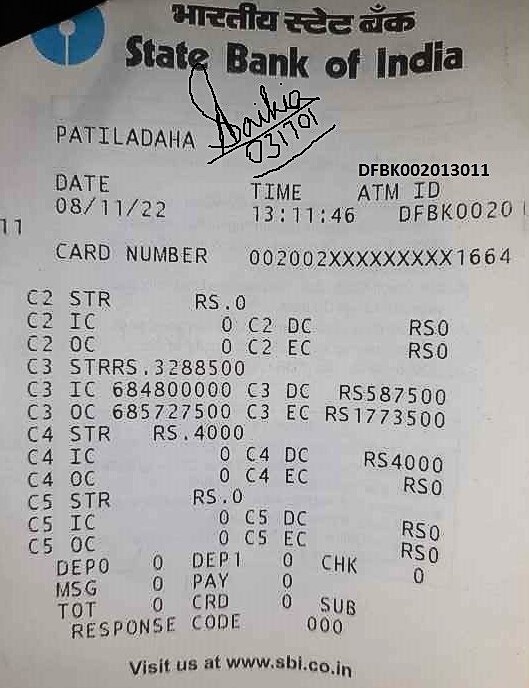 भारतीय स्टेट बैंक
State Bank of India
PATILADAHA Saikia
031701
DFBK002013011
DATE TIME ATM ID
08/11/22 13:11:46 DFBK0020
11
CARD NUMBER 002002XXXXXXXXX1664
C2 STR RS.0
C2 IC 0 C2 DC RS0
C2 OC 0 C2 EC RS0
C3 STRRS.3288500
C3 IC 684800000 C3 DC RS587500
C3 OC 685727500 C3 EC RS1773500
C4 STR RS.4000
C4 IC 0 C4 DC RS4000
C4 OC 0 C4 EC RS0
C5 STR RS.0
C5 IC 0 C5 DC RS0
C5 OC 0 C5 EC RS0
DEP0 0 DEP1 0 CHK 0
MSG 0 PAY 0
TOT 0 CRD 0 SUB
RESPONSE CODE 000
Visit us at www.sbi.co.in